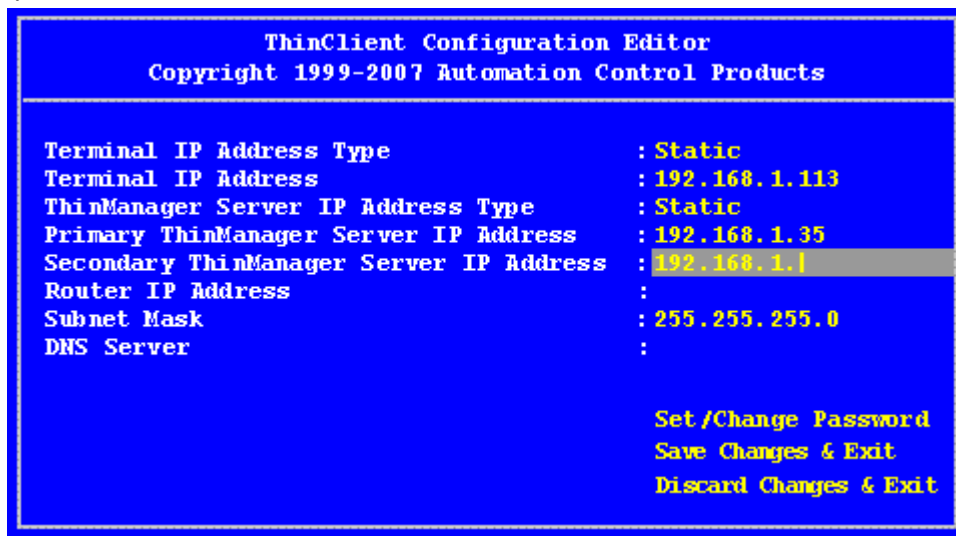 ThinClient Configuration Editor
Copyright 1999-2007 Automation Control Products
Terminal IP Address Type : Static
Terminal IP Address : 192.168.1.113
ThinManager Server IP Address Type : Static
Primary ThinManager Server IP Address : 192.168.1.35
Secondary ThinManager Server IP Address : 192.168.1.
Router IP Address :
Subnet Mask : 255.255.255.0
DNS Server :
Set/Change Password
Save Changes & Exit
Discard Changes & Exit